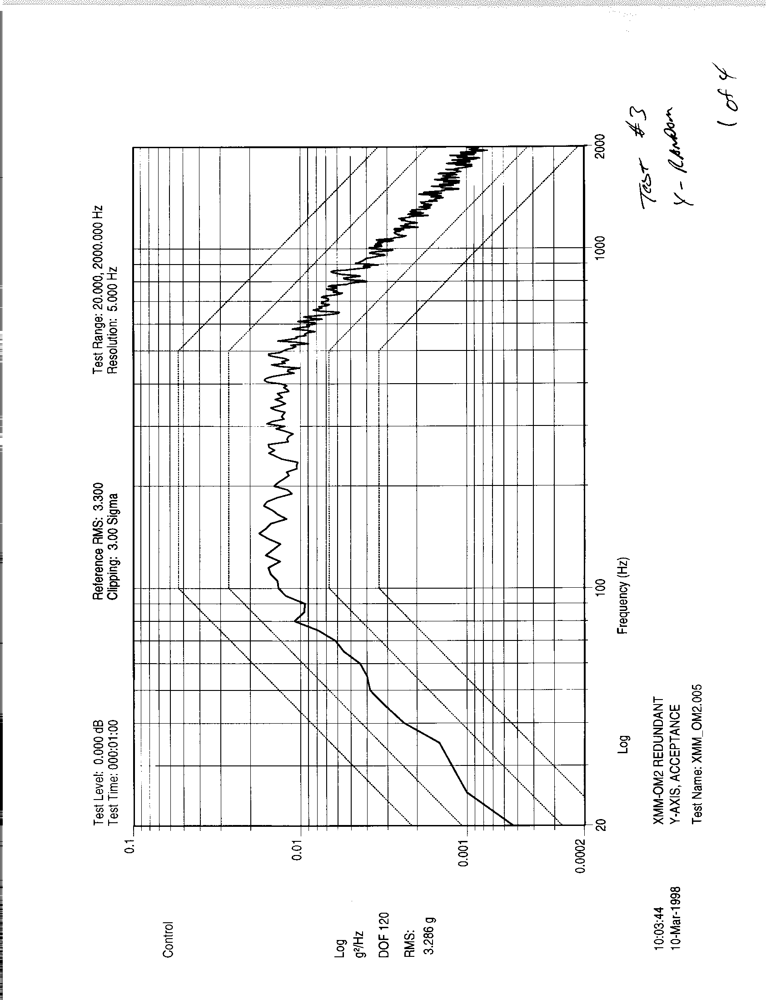 Test Level: 0.000 dB
Test Time: 000:01:00
Reference RMS: 3.300
Clipping: 3.00 Sigma
Test Range: 20.000, 2000.000 Hz
Resolution: 5.000 Hz
Control
Log
g²/Hz
DOF 120
RMS:
3.286 g
0.1
0.01
0.001
0.0002
20
100
1000
2000
Log
Frequency (Hz)
10:03:44
10-Mar-1998
XMM-OM2 REDUNDANT
Y-AXIS, ACCEPTANCE
Test Name: XMM_OM2.005
Test #3
Y - RANDOM
1 of 4